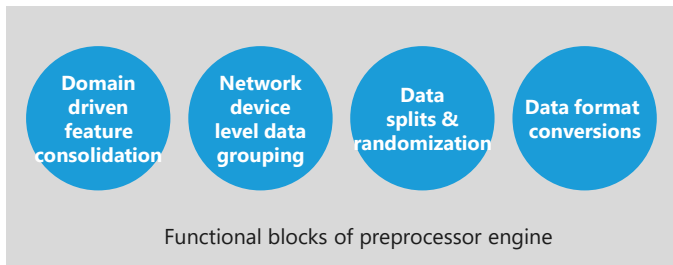 Domain
driven
feature
consolidation
Network
device
level data
grouping
Data
splits &
randomization
Data format
conversions
Functional blocks of preprocessor engine